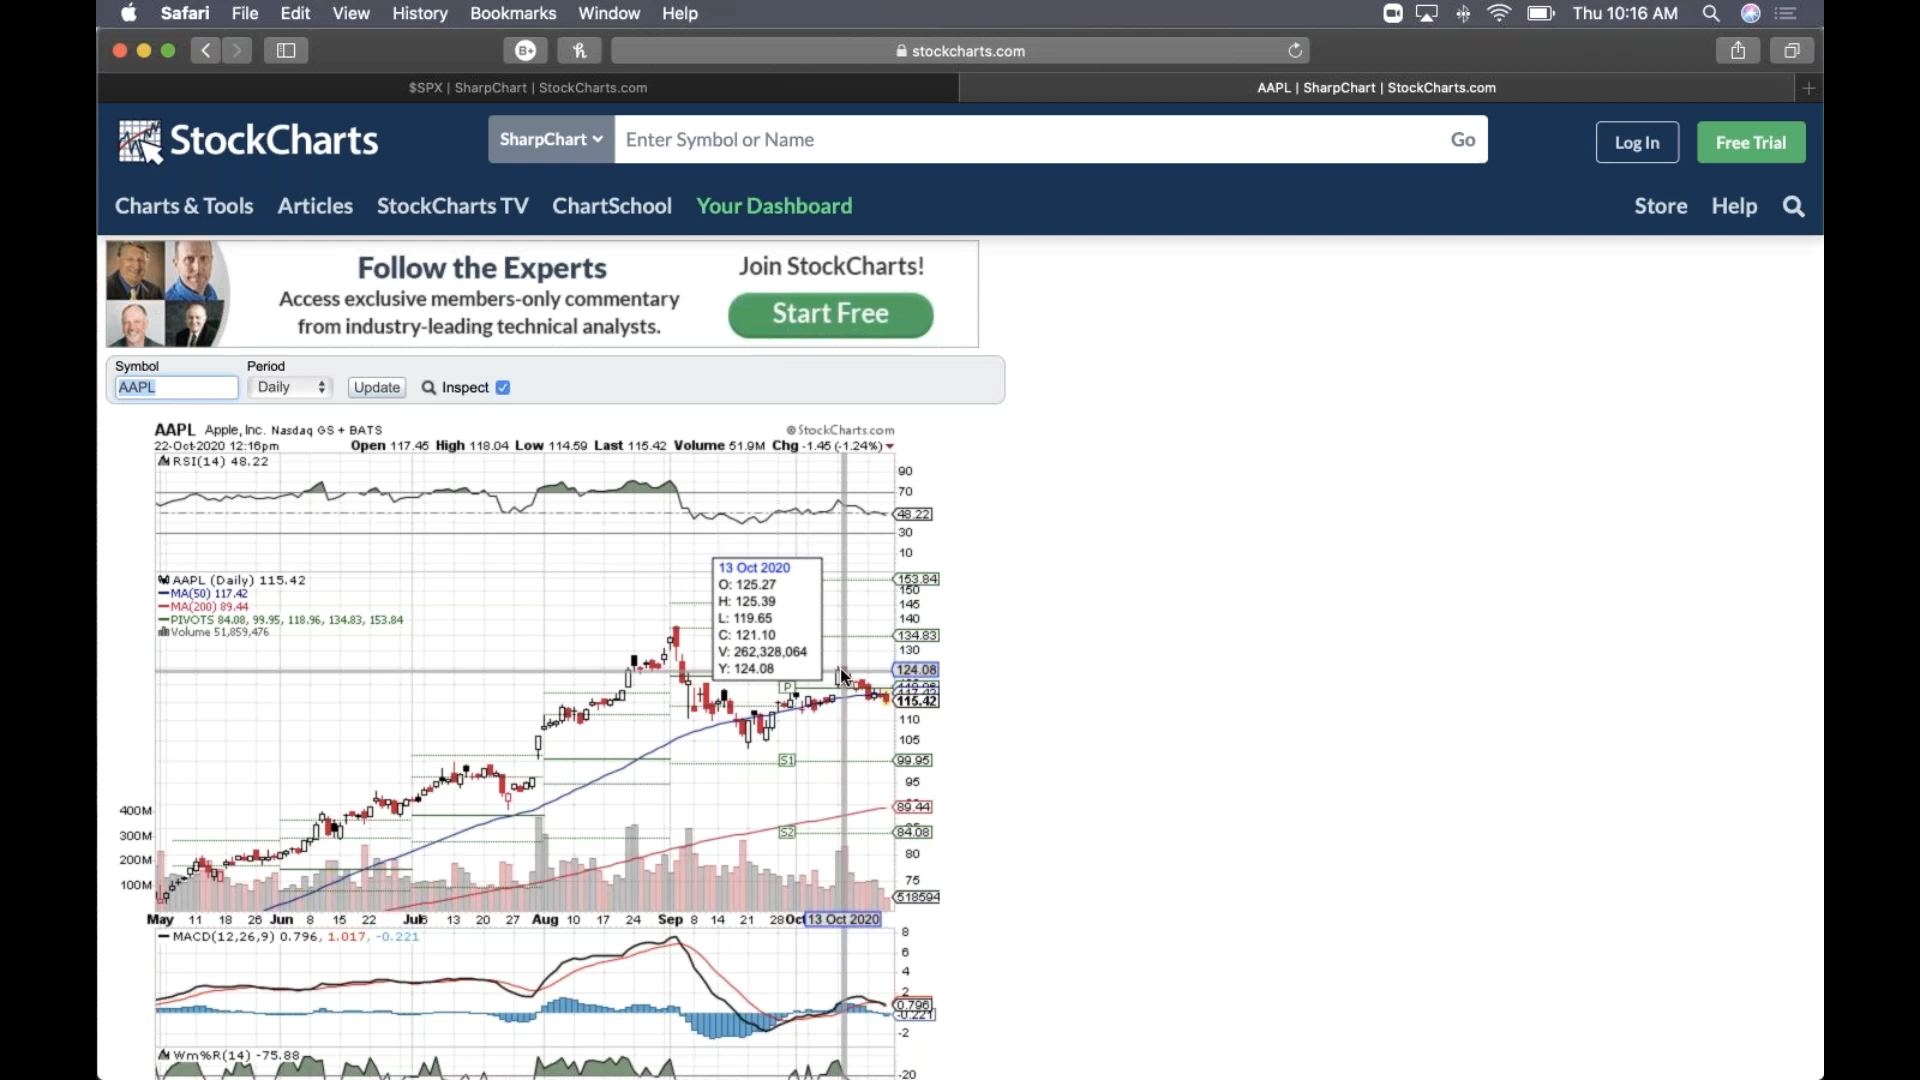 Safari File Edit View History Bookmarks Window Help Thu 10:16 AM
stockcharts.com
$SPX | SharpChart | StockCharts.com AAPL | SharpChart | StockCharts.com
StockCharts SharpChart Enter Symbol or Name Go Log In Free Trial
Charts & Tools Articles StockCharts TV ChartSchool Your Dashboard Store Help
Follow the Experts
Access exclusive members-only commentary
from industry-leading technical analysts.
Join StockCharts!
Start Free
Symbol Period
AAPL Daily Update Inspect
AAPL Apple, Inc. Nasdaq GS + BATS © StockCharts.com
22-Oct-2020 12:16pm Open 117.45 High 118.04 Low 114.59 Last 115.42 Volume 51.9M Chg -1.45 (-1.24%)
RSI(14) 48.22
90
70
48.22
30
10
13 Oct 2020
O: 125.27
H: 125.39
L: 119.65
C: 121.10
V: 262,328,064
Y: 124.08
AAPL (Daily) 115.42
MA(50) 117.42
MA(200) 89.44
PIVOTS 84.08, 99.95, 118.96, 134.83, 153.84
Volume 51,859,476
153.84
150
145
140
134.83
130
124.08
115.42
110
105
99.95
95
89.44
84.08
80
75
518594
P
S1
S2
400M
300M
200M
100M
May 11 18 26 Jun 8 15 22 Jul 13 20 27 Aug 10 17 24 Sep 8 14 21 28 Oct 13 Oct 2020
MACD(12,26,9) 0.796, 1.017, -0.221
8
6
4
2
0.796
-0.221
-2
Wm%R(14) -75.88
-20